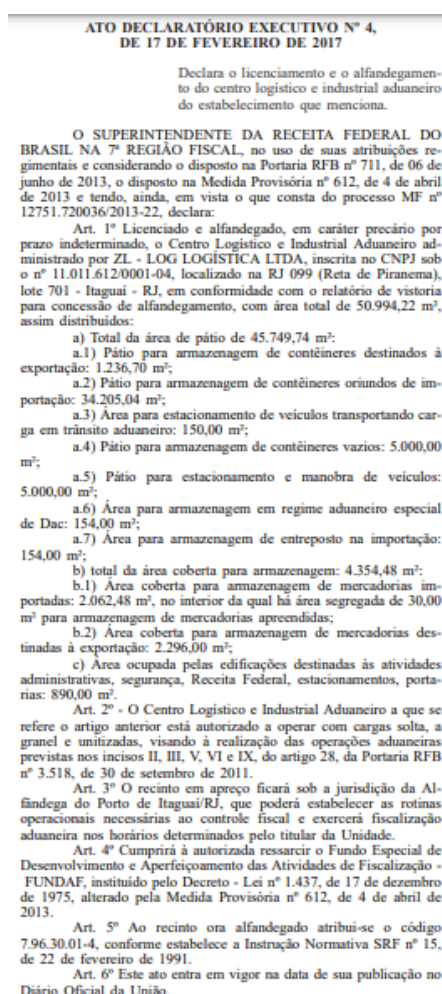 ATO DECLARATÓRIO EXECUTIVO Nº 4,
DE 17 DE FEVEREIRO DE 2017
Declara o licenciamento e o alfandegamen-
to do centro logístico e industrial aduaneiro
do estabelecimento que menciona.
O SUPERINTENDENTE DA RECEITA FEDERAL DO
BRASIL NA 7ª REGIÃO FISCAL, no uso de suas atribuições re-
gimentais e considerando o disposto na Portaria RFB nº 711, de 06 de
junho de 2013, o disposto na Medida Provisória nº 612, de 4 de abril
de 2013 e tendo, ainda, em vista o que consta do processo MF nº
12751.720036/2013-22, declara:
Art. 1º Licenciado e alfandegado, em caráter precário por
prazo indeterminado, o Centro Logístico e Industrial Aduaneiro ad-
ministrado por ZL - LOG LOGÍSTICA LTDA, inscrita no CNPJ sob
o nº 11.011.612/0001-04, localizado na RJ 099 (Reta de Piranema),
lote 701 - Itaguaí - RJ, em conformidade com o relatório de vistoria
para concessão de alfandegamento, com área total de 50.994,22 m²,
assim distribuídos:
a) Total da área de pátio de 45.749,74 m²:
a.1) Pátio para armazenagem de contêineres destinados à
exportação: 1.236,70 m²;
a.2) Pátio para armazenagem de contêineres oriundos de im-
portação: 34.205,04 m²;
a.3) Área para estacionamento de veículos transportando car-
ga em trânsito aduaneiro: 150,00 m²;
a.4) Pátio para armazenagem de contêineres vazios: 5.000,00
m²;
a.5) Pátio para estacionamento e manobra de veículos:
5.000,00 m²;
a.6) Área para armazenagem em regime aduaneiro especial
de Dac: 154,00 m²;
a.7) Área para armazenagem de entreposto na importação:
154,00 m²;
b) total da área coberta para armazenagem: 4.354,48 m²:
b.1) Área coberta para armazenagem de mercadorias im-
portadas: 2.062,48 m², no interior da qual há área segregada de 30,00
m² para armazenagem de mercadorias apreendidas;
b.2) Área coberta para armazenagem de mercadorias des-
tinadas à exportação: 2.296,00 m²;
c) Área ocupada pelas edificações destinadas às atividades
administrativas, segurança, Receita Federal, estacionamentos, porta-
rias: 890,00 m².
Art. 2º - O Centro Logístico e Industrial Aduaneiro a que se
refere o artigo anterior está autorizado a operar com cargas solta, a
granel e unitizadas, visando à realização das operações aduaneiras
previstas nos incisos II, III, V, VI e IX, do artigo 28, da Portaria RFB
nº 3.518, de 30 de setembro de 2011.
Art. 3º O recinto em apreço ficará sob a jurisdição da Al-
fândega do Porto de Itaguaí/RJ, que poderá estabelecer as rotinas
operacionais necessárias ao controle fiscal e exercerá fiscalização
aduaneira nos horários determinados pelo titular da Unidade.
Art. 4º Cumprirá à autorizada ressarcir o Fundo Especial de
Desenvolvimento e Aperfeiçoamento das Atividades de Fiscalização -
FUNDAF, instituído pelo Decreto - Lei nº 1.437, de 17 de dezembro
de 1975, alterado pela Medida Provisória nº 612, de 4 de abril de
2013.
Art. 5º Ao recinto ora alfandegado atribui-se o código
7.96.30.01-4, conforme estabelece a Instrução Normativa SRF nº 15,
de 22 de fevereiro de 1991.
Art. 6º Este ato entra em vigor na data de sua publicação no
Diário Oficial da União.